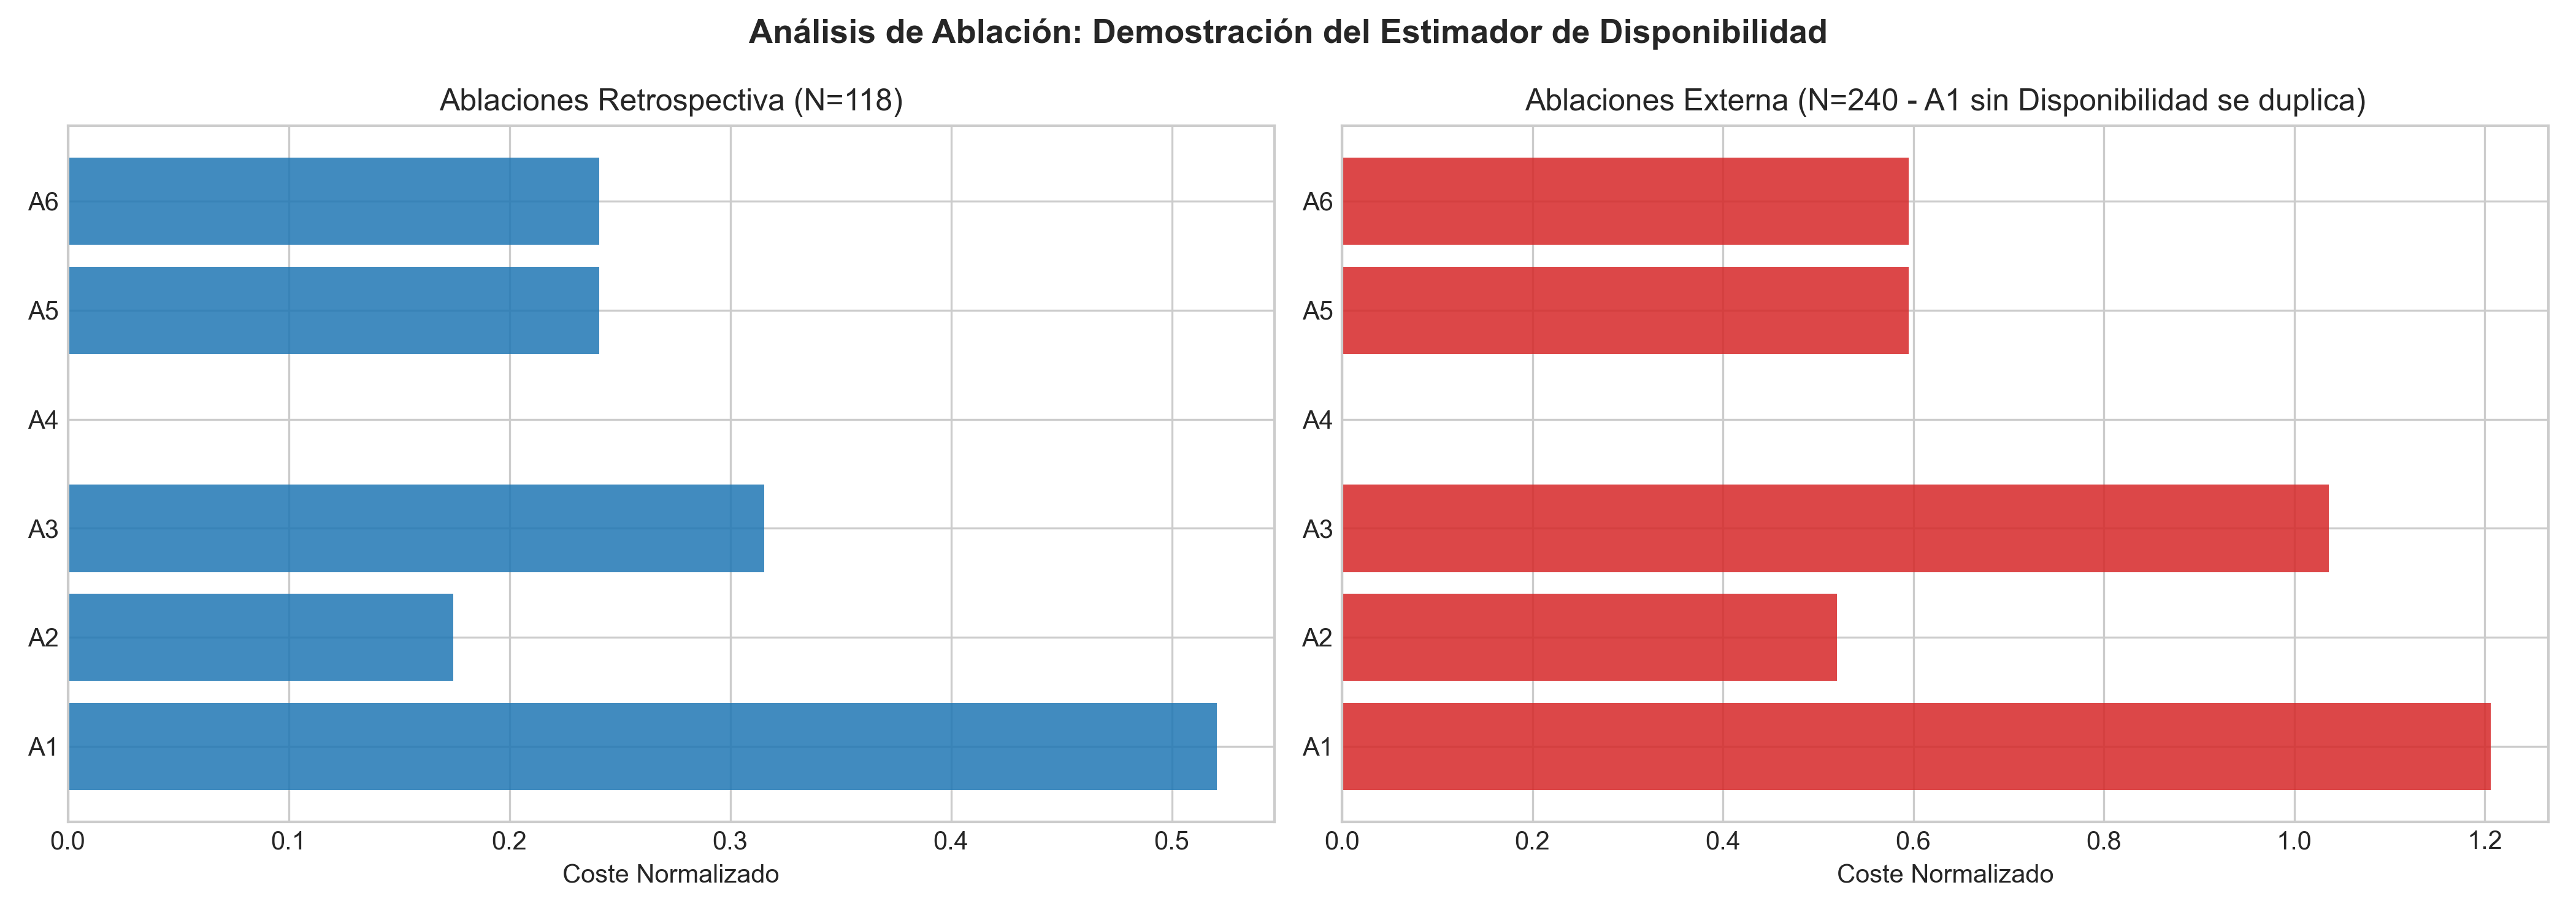 Análisis de Ablación: Demostración del Estimador de Disponibilidad
Ablaciones Retrospectiva (N=118)
A6
A5
A4
A3
A2
A1
0.0 0.1 0.2 0.3 0.4 0.5
Coste Normalizado
Ablaciones Externa (N=240 - A1 sin Disponibilidad se duplica)
A6
A5
A4
A3
A2
A1
0.0 0.2 0.4 0.6 0.8 1.0 1.2
Coste Normalizado